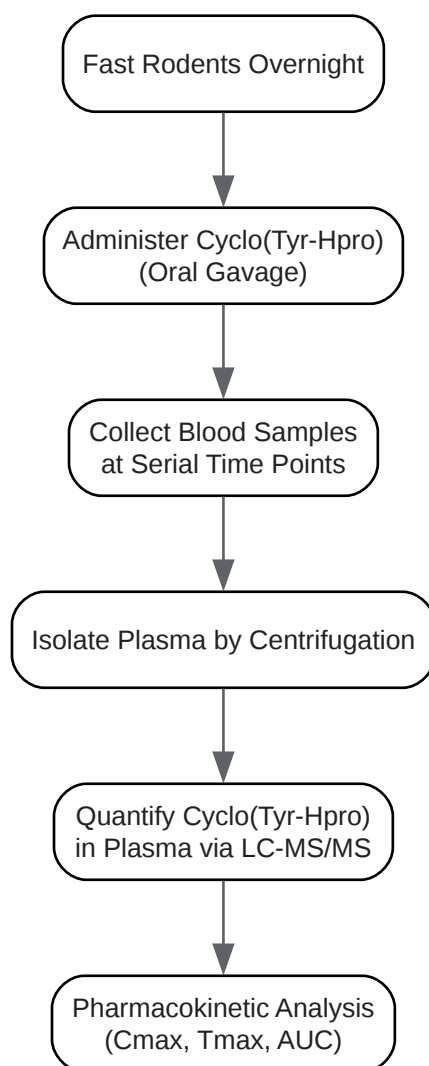 Fast Rodents Overnight
Administer Cyclo(Tyr-Hpro)
(Oral Gavage)
Collect Blood Samples
at Serial Time Points
Isolate Plasma by Centrifugation
Quantify Cyclo(Tyr-Hpro)
in Plasma via LC-MS/MS
Pharmacokinetic Analysis
(Cmax, Tmax, AUC)